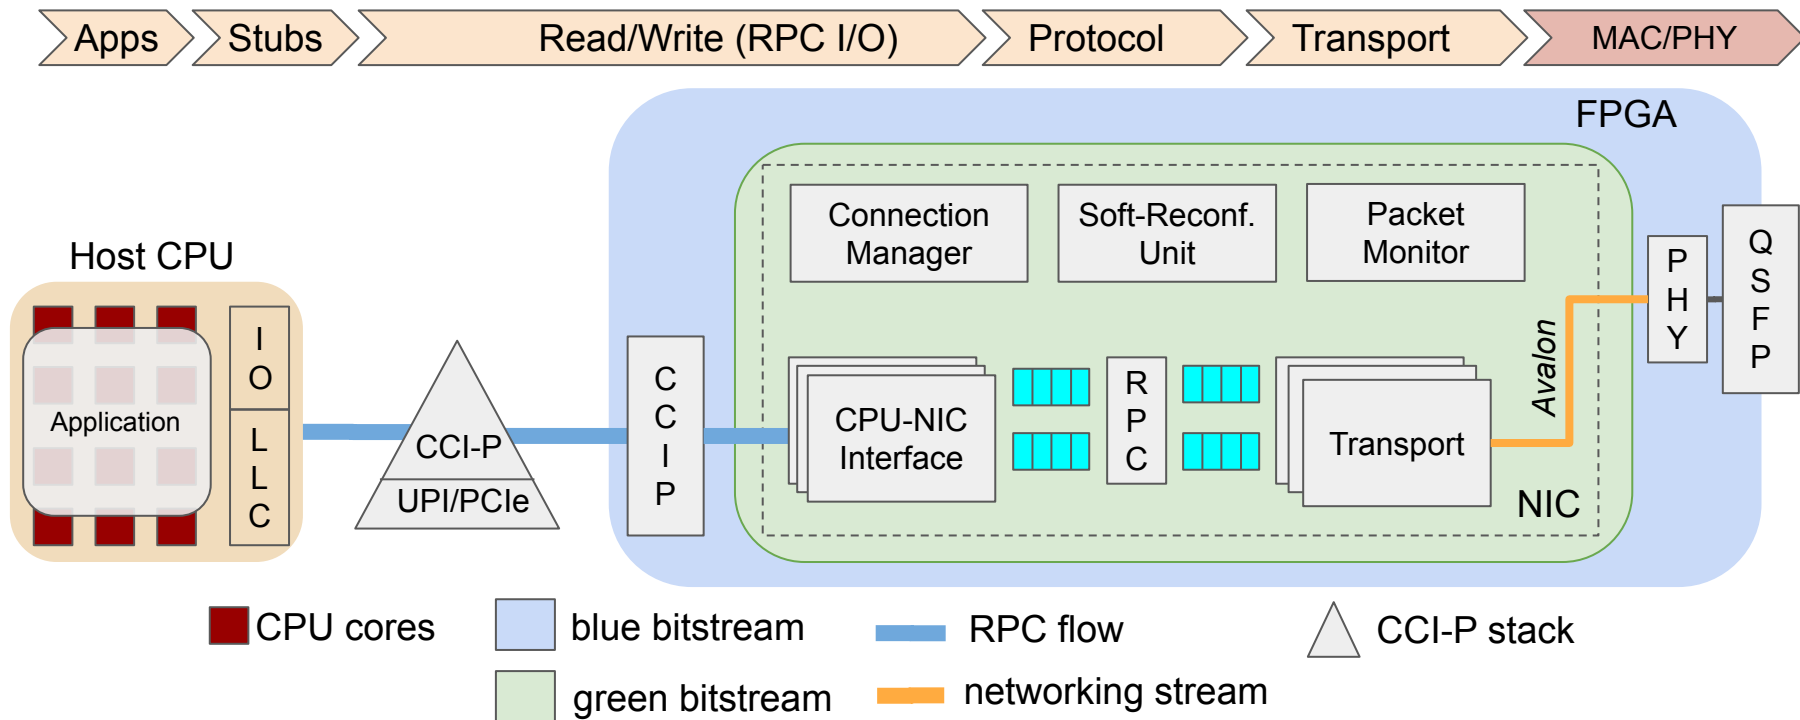 Apps
Stubs
Read/Write (RPC I/O)
Protocol
Transport
MAC/PHY
FPGA
Connection
Manager
Soft-Reconf.
Unit
Packet
Monitor
Host CPU
Application
I
O
L
L
C
CCI-P
UPI/PCIe
C
C
I
P
CPU-NIC
Interface
R
P
C
Transport
Avalon
NIC
P
H
Y
Q
S
F
P
CPU cores
blue bitstream
RPC flow
CCI-P stack
green bitstream
networking stream